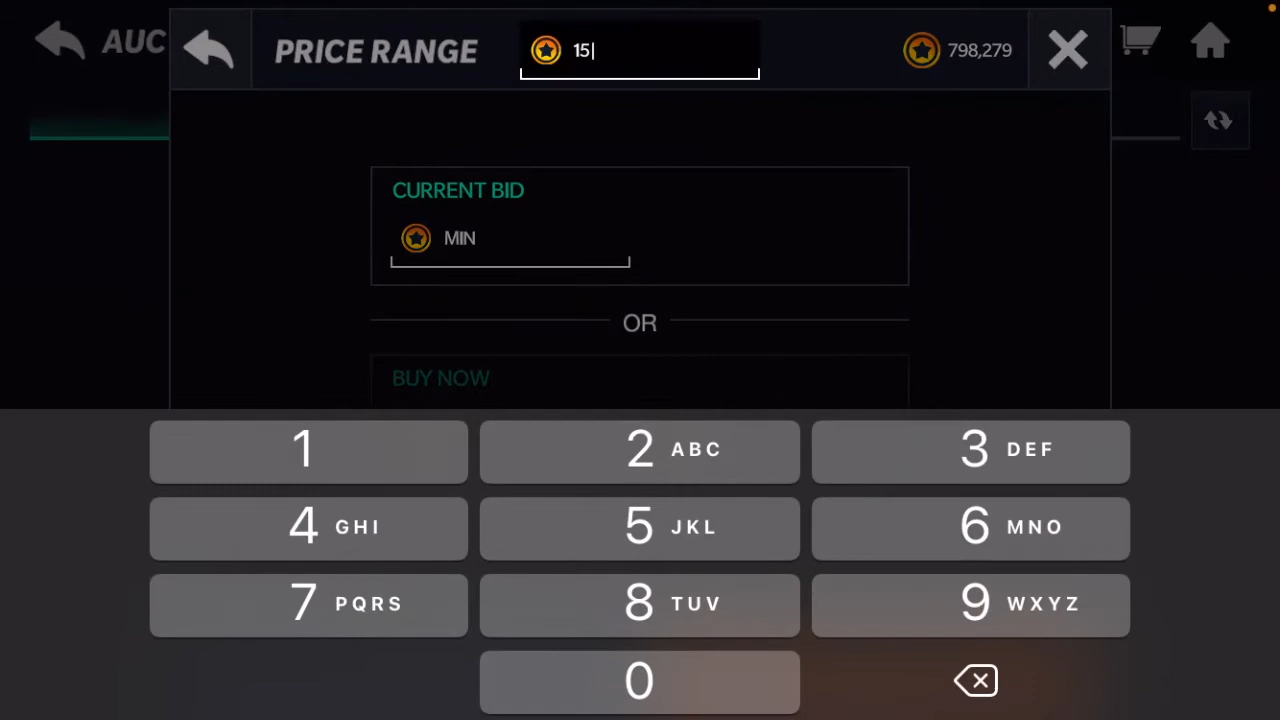 AUC
PRICE RANGE
15
798,279
CURRENT BID
MIN
OR
BUY NOW
1
2 ABC
3 DEF
4 GHI
5 JKL
6 MNO
7 PQRS
8 TUV
9 WXYZ
0